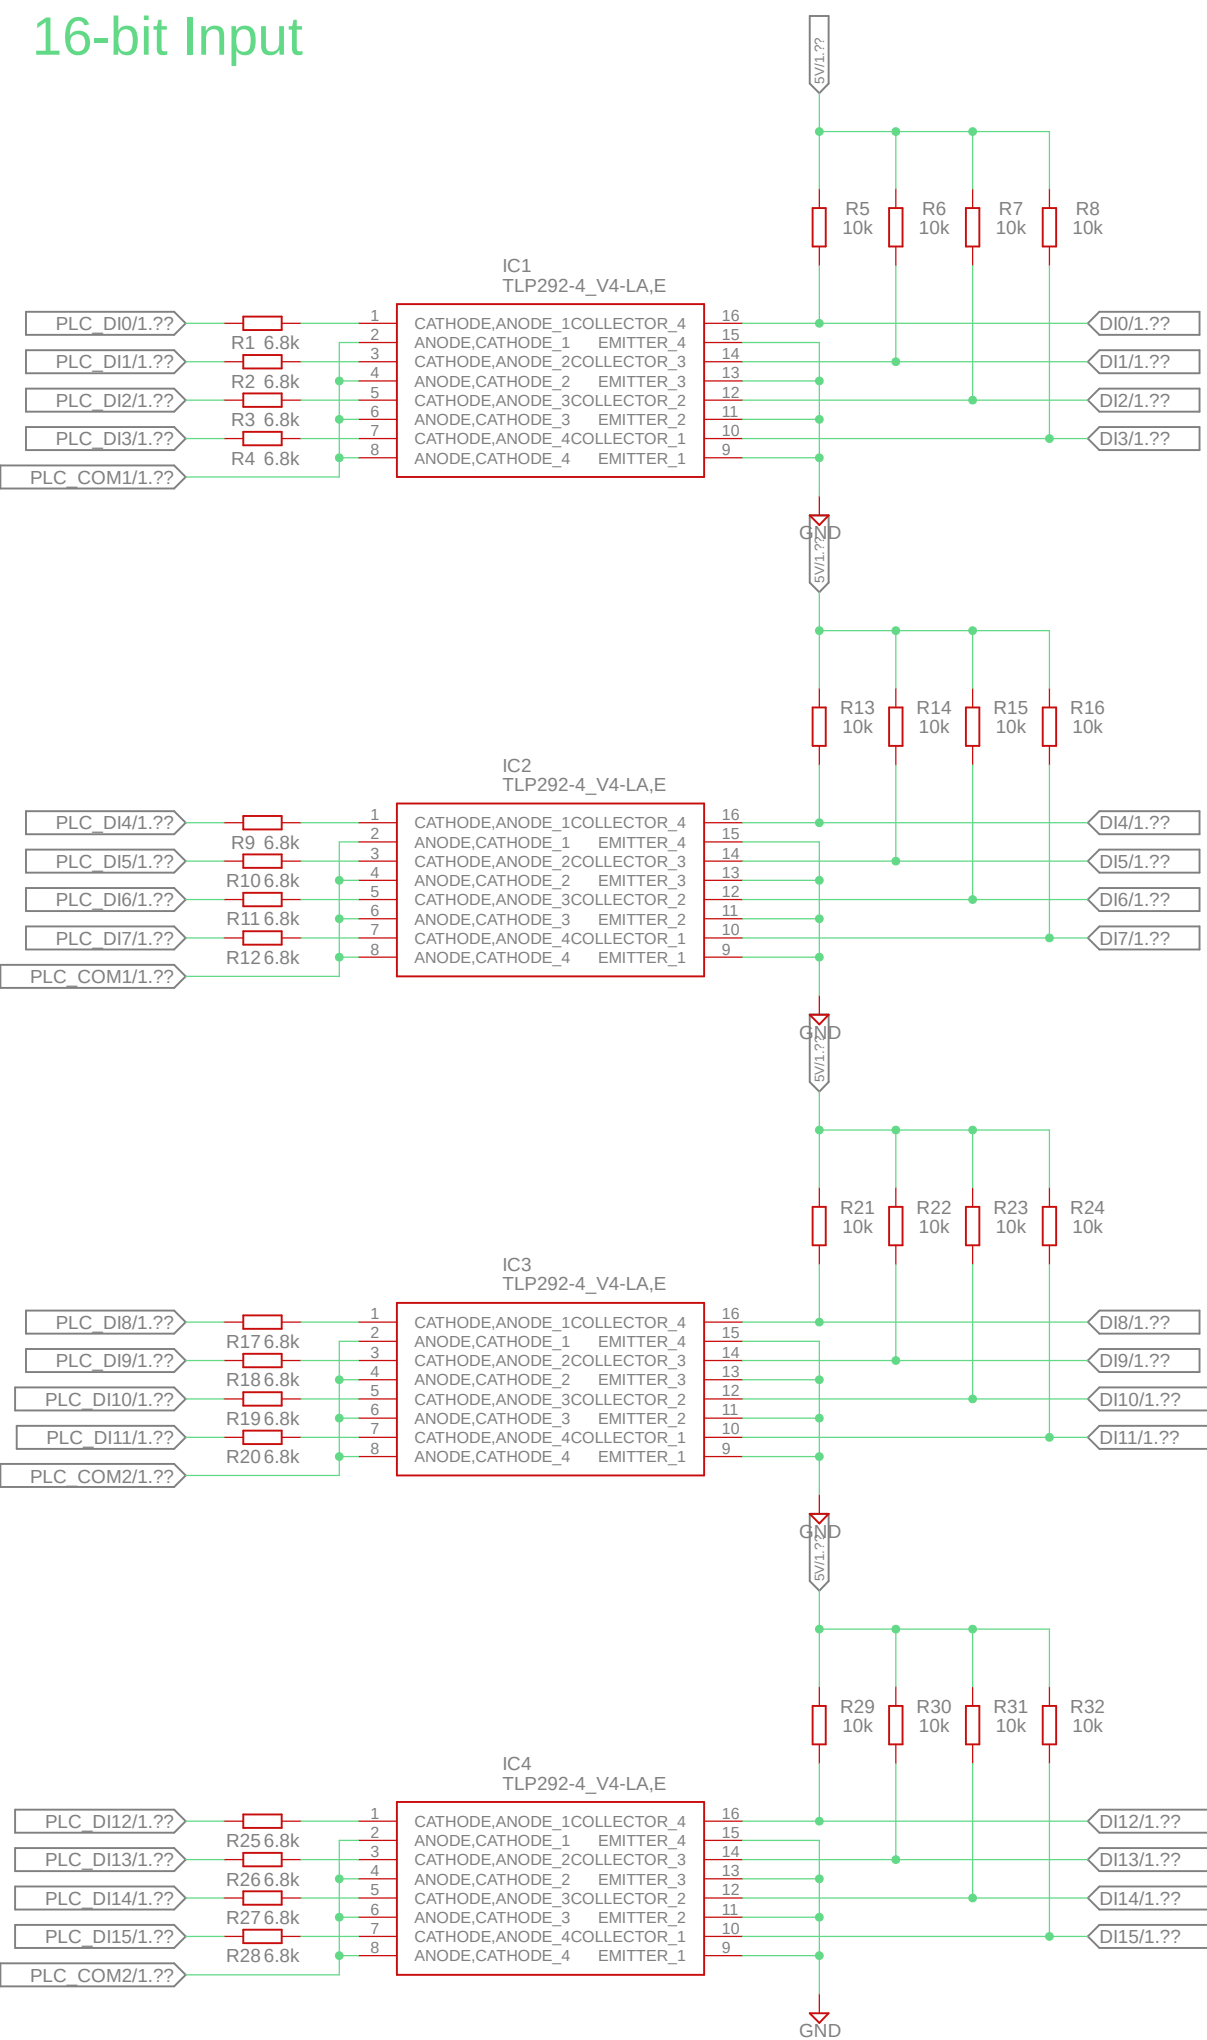 16-bit Input
5V/1.??
R5 R6 R7 R8
10k 10k 10k 10k
IC1
TLP292-4_V4-LA,E
PLC_DI0/1.?? 1 CATHODE,ANODE_1 COLLECTOR_4 16 DI0/1.??
R1 6.8k 2 ANODE,CATHODE_1 EMITTER_4 15
PLC_DI1/1.?? 3 CATHODE,ANODE_2 COLLECTOR_3 14 DI1/1.??
R2 6.8k 4 ANODE,CATHODE_2 EMITTER_3 13
PLC_DI2/1.?? 5 CATHODE,ANODE_3 COLLECTOR_2 12 DI2/1.??
R3 6.8k 6 ANODE,CATHODE_3 EMITTER_2 11
PLC_DI3/1.?? 7 CATHODE,ANODE_4 COLLECTOR_1 10 DI3/1.??
R4 6.8k 8 ANODE,CATHODE_4 EMITTER_1 9
PLC_COM1/1.??
GND
5V/1.??
R13 R14 R15 R16
10k 10k 10k 10k
IC2
TLP292-4_V4-LA,E
PLC_DI4/1.?? 1 CATHODE,ANODE_1 COLLECTOR_4 16 DI4/1.??
R9 6.8k 2 ANODE,CATHODE_1 EMITTER_4 15
PLC_DI5/1.?? 3 CATHODE,ANODE_2 COLLECTOR_3 14 DI5/1.??
R10 6.8k 4 ANODE,CATHODE_2 EMITTER_3 13
PLC_DI6/1.?? 5 CATHODE,ANODE_3 COLLECTOR_2 12 DI6/1.??
R11 6.8k 6 ANODE,CATHODE_3 EMITTER_2 11
PLC_DI7/1.?? 7 CATHODE,ANODE_4 COLLECTOR_1 10 DI7/1.??
R12 6.8k 8 ANODE,CATHODE_4 EMITTER_1 9
PLC_COM1/1.??
GND
5V/1.??
R21 R22 R23 R24
10k 10k 10k 10k
IC3
TLP292-4_V4-LA,E
PLC_DI8/1.?? 1 CATHODE,ANODE_1 COLLECTOR_4 16 DI8/1.??
R17 6.8k 2 ANODE,CATHODE_1 EMITTER_4 15
PLC_DI9/1.?? 3 CATHODE,ANODE_2 COLLECTOR_3 14 DI9/1.??
R18 6.8k 4 ANODE,CATHODE_2 EMITTER_3 13
PLC_DI10/1.?? 5 CATHODE,ANODE_3 COLLECTOR_2 12 DI10/1.??
R19 6.8k 6 ANODE,CATHODE_3 EMITTER_2 11
PLC_DI11/1.?? 7 CATHODE,ANODE_4 COLLECTOR_1 10 DI11/1.??
R20 6.8k 8 ANODE,CATHODE_4 EMITTER_1 9
PLC_COM2/1.??
GND
5V/1.??
R29 R30 R31 R32
10k 10k 10k 10k
IC4
TLP292-4_V4-LA,E
PLC_DI12/1.?? 1 CATHODE,ANODE_1 COLLECTOR_4 16 DI12/1.??
R25 6.8k 2 ANODE,CATHODE_1 EMITTER_4 15
PLC_DI13/1.?? 3 CATHODE,ANODE_2 COLLECTOR_3 14 DI13/1.??
R26 6.8k 4 ANODE,CATHODE_2 EMITTER_3 13
PLC_DI14/1.?? 5 CATHODE,ANODE_3 COLLECTOR_2 12 DI14/1.??
R27 6.8k 6 ANODE,CATHODE_3 EMITTER_2 11
PLC_DI15/1.?? 7 CATHODE,ANODE_4 COLLECTOR_1 10 DI15/1.??
R28 6.8k 8 ANODE,CATHODE_4 EMITTER_1 9
PLC_COM2/1.??
GND